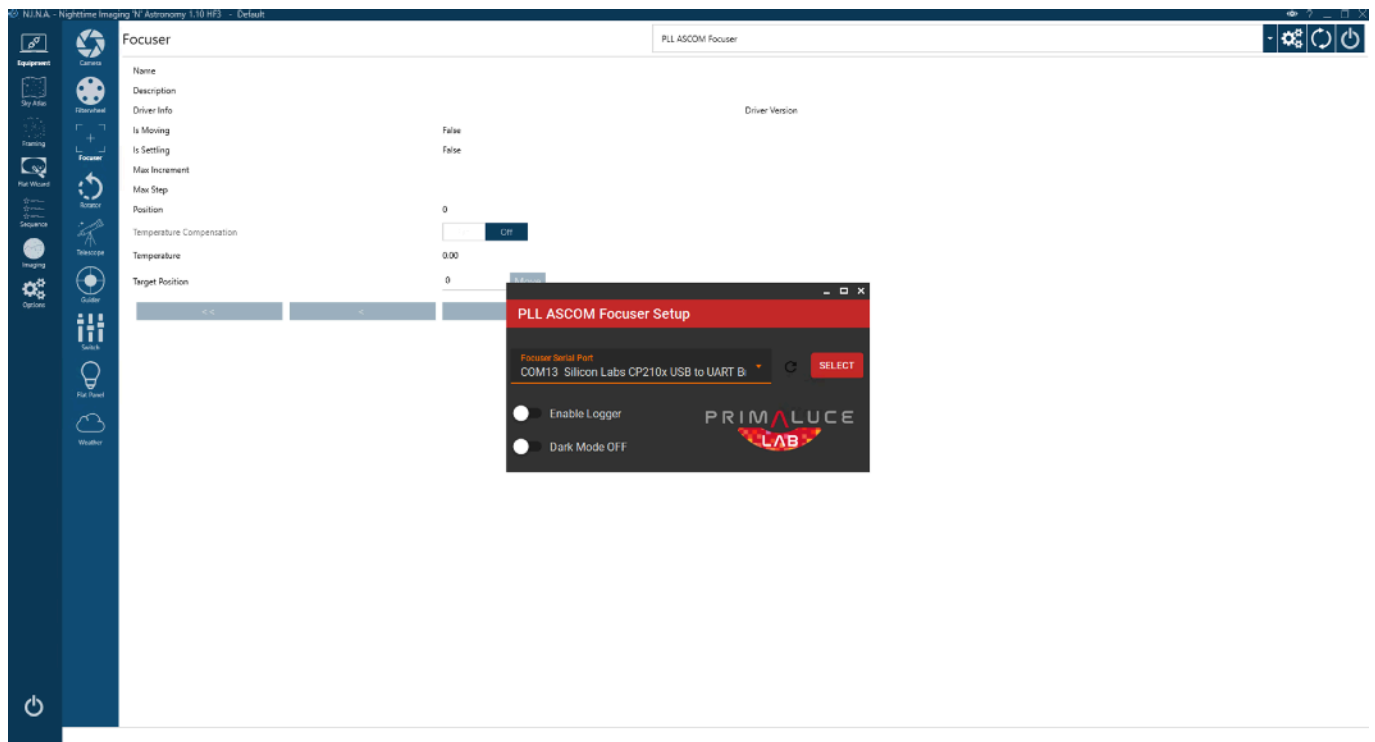 N.I.N.A. - Nighttime Imaging 'N' Astronomy 1.10 HF3 - Default
Equipment
Sky Atlas
Framing
Flat Wizard
Sequence
Imaging
Options
Camera
Filterwheel
Focuser
Rotator
Telescope
Guider
Switch
Flat Panel
Weather
Focuser
PLL ASCOM Focuser
Name
Description
Driver Info
Driver Version
Is Moving
False
Is Settling
False
Max Increment
Max Step
Position
0
Temperature Compensation
Off
Temperature
0.00
Target Position
0
Move
<<
<
PLL ASCOM Focuser Setup
Focuser Serial Port
COM13 Silicon Labs CP210x USB to UART
SELECT
Enable Logger
Dark Mode OFF
PRIMALUCE
LAB